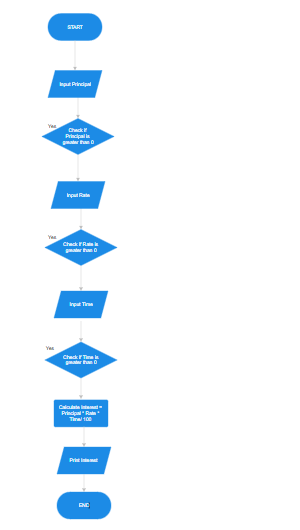 START
Input Principal
Yes
Check if
Principal is
greater than 0
Input Rate
Yes
Check if Rate is
greater than 0
Input Time
Yes
Check if Time is
greater than 0
Calculate Interest =
Principal * Rate *
Time/ 100
Print Interest
END